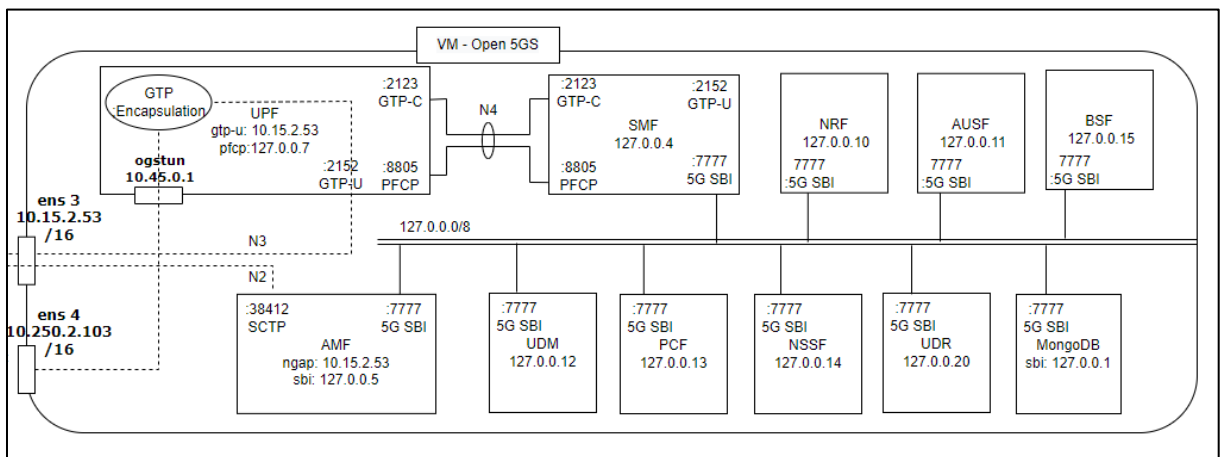 VM - Open 5GS
GTP
:Encapsulation
UPF
gtp-u: 10.15.2.53
pfcp:127.0.0.7
:2123
GTP-C
:2152
GTP-U
:8805
PFCP
ogstun
10.45.0.1
N4
:2123
GTP-C
:2152
GTP-U
SMF
127.0.0.4
:8805
PFCP
:7777
5G SBI
NRF
127.0.0.10
7777
:5G SBI
AUSF
127.0.0.11
7777
:5G SBI
BSF
127.0.0.15
7777
:5G SBI
ens 3
10.15.2.53
/16
N3
N2
127.0.0.0/8
ens 4
10.250.2.103
/16
:38412
SCTP
:7777
5G SBI
AMF
ngap: 10.15.2.53
sbi: 127.0.0.5
:7777
5G SBI
UDM
127.0.0.12
:7777
5G SBI
PCF
127.0.0.13
:7777
5G SBI
NSSF
127.0.0.14
:7777
5G SBI
UDR
127.0.0.20
:7777
5G SBI
MongoDB
sbi: 127.0.0.1